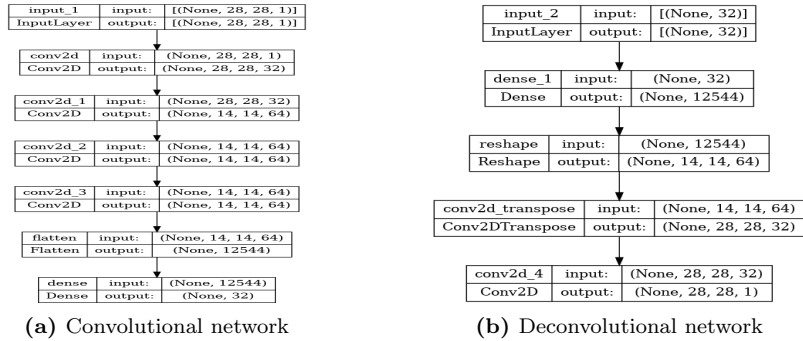 input_1 input: [(None, 28, 28, 1)]
InputLayer output: [(None, 28, 28, 1)]
conv2d input: (None, 28, 28, 1)
Conv2D output: (None, 28, 28, 32)
conv2d_1 input: (None, 28, 28, 32)
Conv2D output: (None, 14, 14, 64)
conv2d_2 input: (None, 14, 14, 64)
Conv2D output: (None, 14, 14, 64)
conv2d_3 input: (None, 14, 14, 64)
Conv2D output: (None, 14, 14, 64)
flatten input: (None, 14, 14, 64)
Flatten output: (None, 12544)
dense input: (None, 12544)
Dense output: (None, 32)
(a) Convolutional network
input_2 input: [(None, 32)]
InputLayer output: [(None, 32)]
dense_1 input: (None, 32)
Dense output: (None, 12544)
reshape input: (None, 12544)
Reshape output: (None, 14, 14, 64)
conv2d_transpose input: (None, 14, 14, 64)
Conv2DTranspose output: (None, 28, 28, 32)
conv2d_4 input: (None, 28, 28, 32)
Conv2D output: (None, 28, 28, 1)
(b) Deconvolutional network